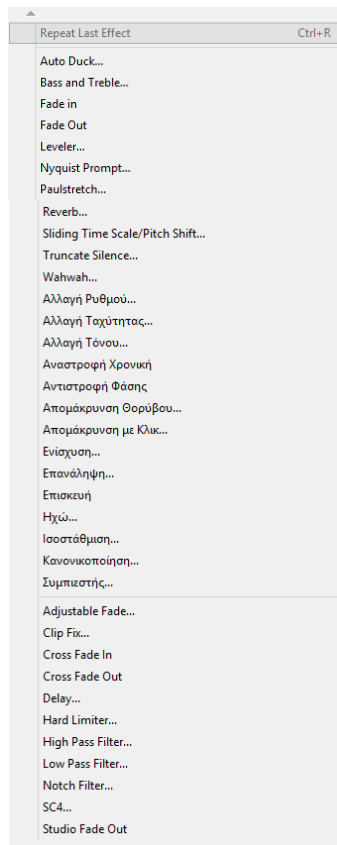 Repeat Last Effect Ctrl+R
Auto Duck...
Bass and Treble...
Fade in
Fade Out
Leveler...
Nyquist Prompt...
Paulstretch...
Reverb...
Sliding Time Scale/Pitch Shift...
Truncate Silence...
Wahwah...
Αλλαγή Ρυθμού...
Αλλαγή Ταχύτητας...
Αλλαγή Τόνου...
Αναστροφή Χρονική
Αντιστροφή Φάσης
Απομάκρυνση Θορύβου...
Απομάκρυνση με Κλικ...
Ενίσχυση...
Επανάληψη...
Επισκευή
Ηχώ...
Ισοστάθμιση...
Κανονικοποίηση...
Συμπιεστής...
Adjustable Fade...
Clip Fix...
Cross Fade In
Cross Fade Out
Delay...
Hard Limiter...
High Pass Filter...
Low Pass Filter...
Notch Filter...
SC4...
Studio Fade Out